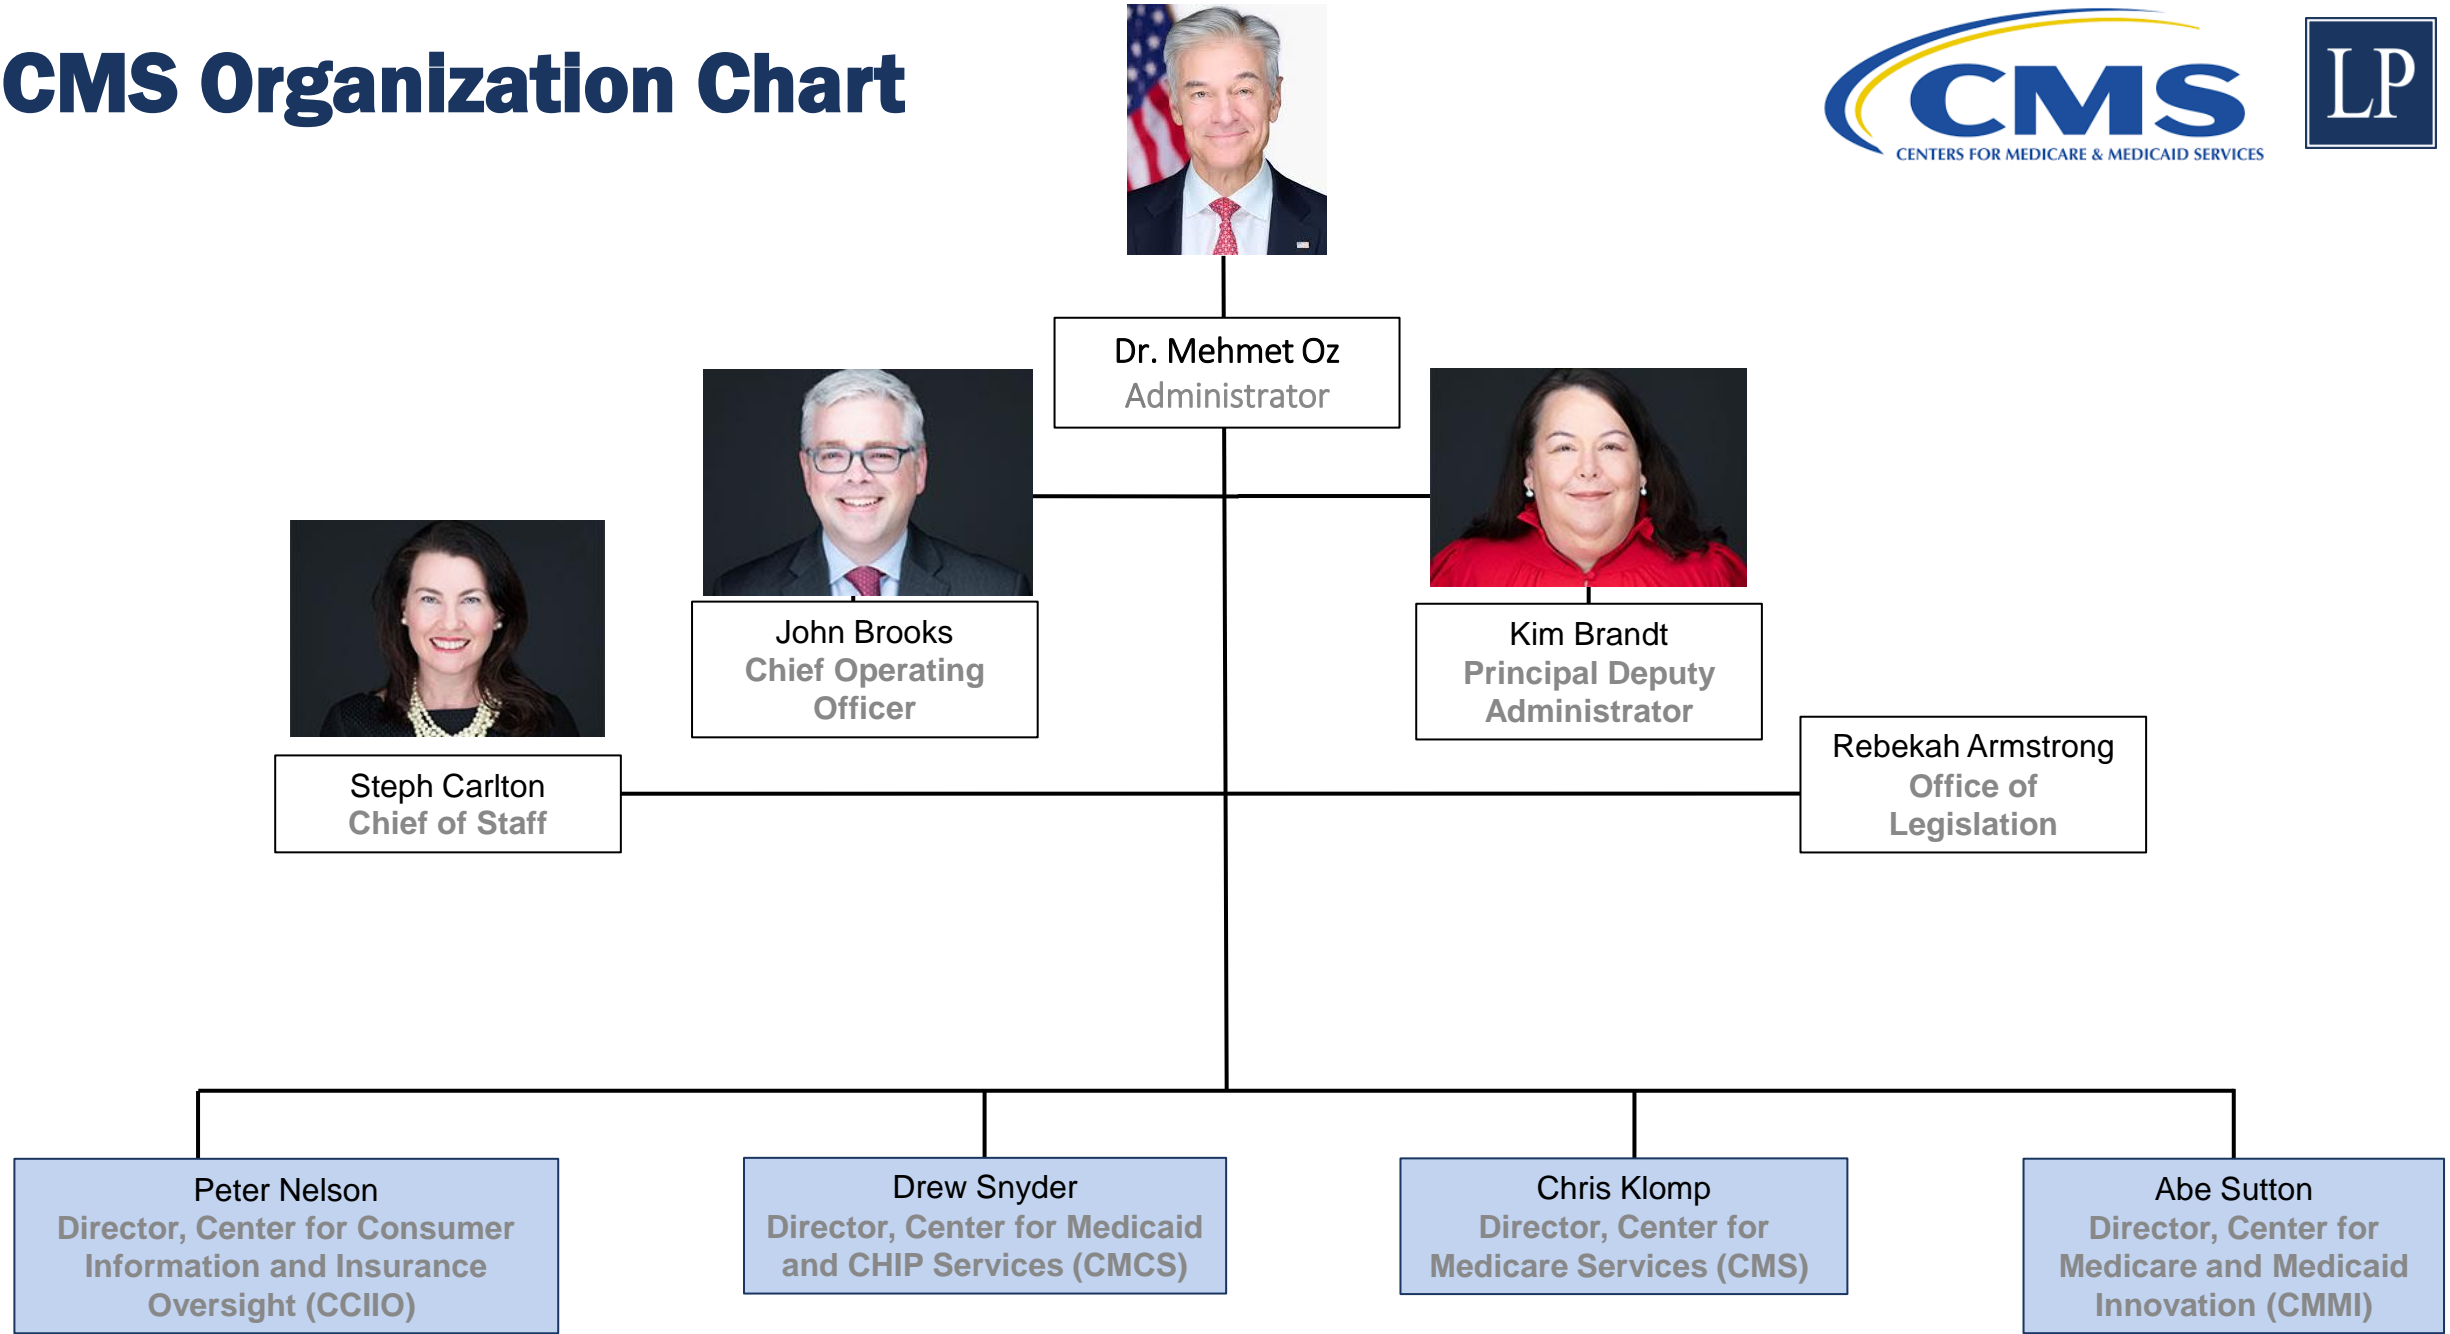 CMS Organization Chart
CMS
CENTERS FOR MEDICARE & MEDICAID SERVICES
LP
Dr. Mehmet Oz
Administrator
John Brooks
Chief Operating
Officer
Kim Brandt
Principal Deputy
Administrator
Steph Carlton
Chief of Staff
Rebekah Armstrong
Office of
Legislation
Peter Nelson
Director, Center for Consumer
Information and Insurance
Oversight (CCIIO)
Drew Snyder
Director, Center for Medicaid
and CHIP Services (CMCS)
Chris Klomp
Director, Center for
Medicare Services (CMS)
Abe Sutton
Director, Center for
Medicare and Medicaid
Innovation (CMMI)